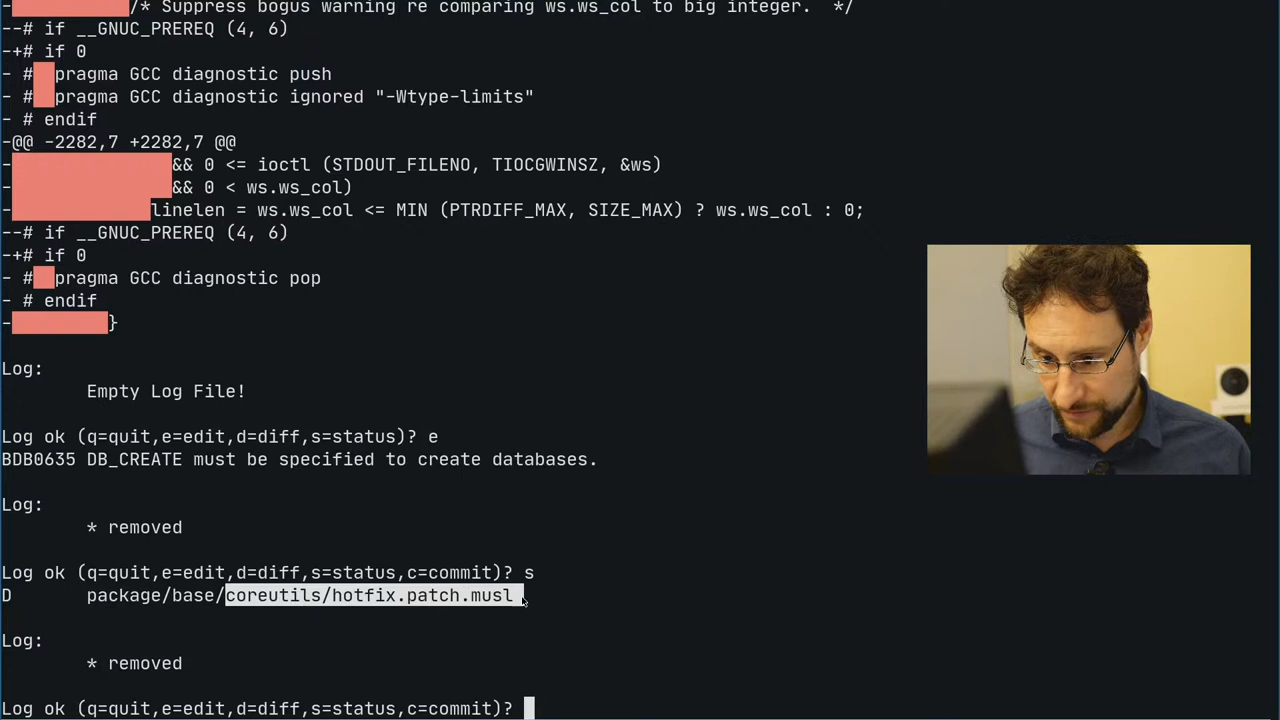 -/* Suppress bogus warning re comparing ws.ws_col to big integer.  */
--# if __GNUC_PREREQ (4, 6)
-+# if 0
- # pragma GCC diagnostic push
- # pragma GCC diagnostic ignored "-Wtype-limits"
- # endif
-@@ -2282,7 +2282,7 @@
- && 0 <= ioctl (STDOUT_FILENO, TIOCGWINSZ, &ws)
- && 0 < ws.ws_col)
- linelen = ws.ws_col <= MIN (PTRDIFF_MAX, SIZE_MAX) ? ws.ws_col : 0;
--# if __GNUC_PREREQ (4, 6)
-+# if 0
- # pragma GCC diagnostic pop
- # endif
- }
Log:
Empty Log File!
Log ok (q=quit,e=edit,d=diff,s=status)? e
BDB0635 DB_CREATE must be specified to create databases.
Log:
* removed
Log ok (q=quit,e=edit,d=diff,s=status,c=commit)? s
D package/base/coreutils/hotfix.patch.musl
Log:
* removed
Log ok (q=quit,e=edit,d=diff,s=status,c=commit)?